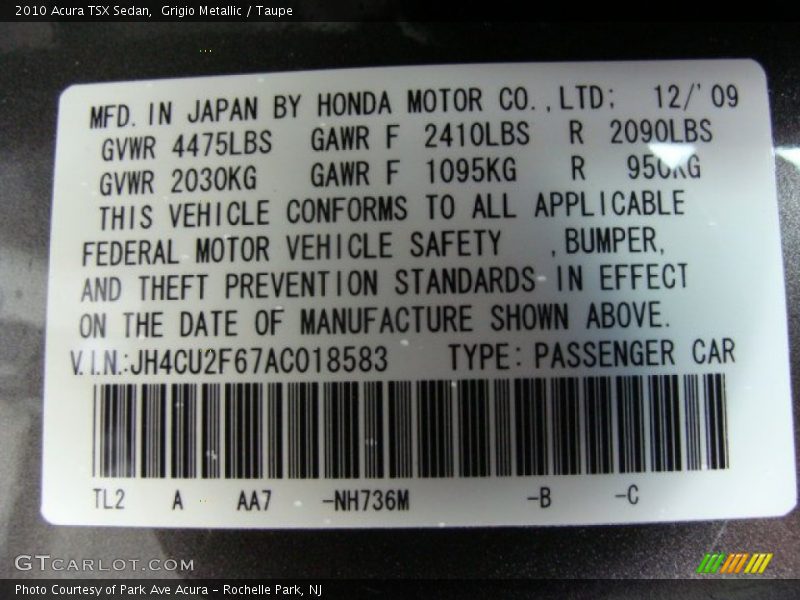 2010 Acura TSX Sedan,  Grigio Metallic / Taupe
MFD. IN JAPAN BY HONDA MOTOR CO.,LTD; 12/'09
GVWR 4475LBS GAWR F 2410LBS R 2090LBS
GVWR 2030KG GAWR F 1095KG R 950KG
THIS VEHICLE CONFORMS TO ALL APPLICABLE
FEDERAL MOTOR VEHICLE SAFETY ,BUMPER,
AND THEFT PREVENTION STANDARDS IN EFFECT
ON THE DATE OF MANUFACTURE SHOWN ABOVE.
V.I.N.:JH4CU2F67AC018583 TYPE: PASSENGER CAR
TL2 A AA7 -NH736M -B -C
GTCARLOT.COM
Photo Courtesy of Park Ave Acura – Rochelle Park, NJ